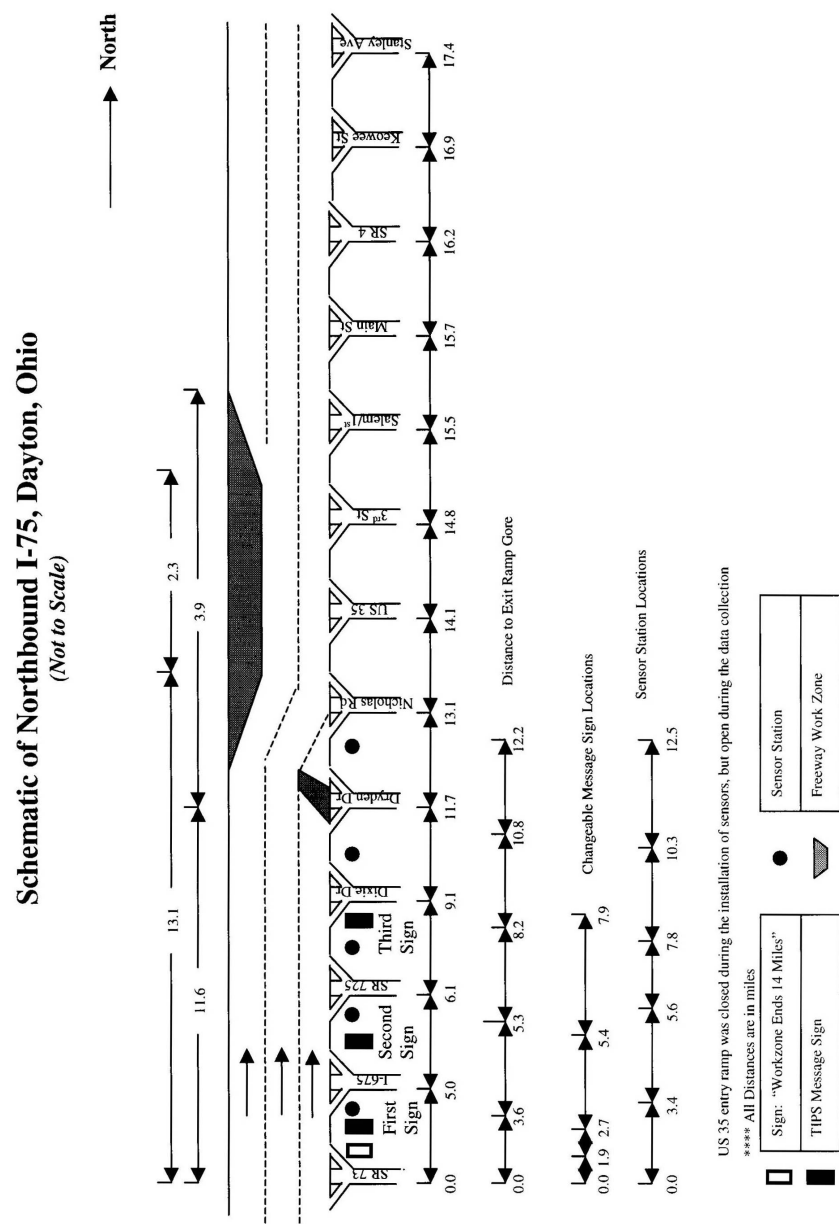 Schematic of Northbound I-75, Dayton, Ohio
(Not to Scale)
North
13.1
2.3
11.6
3.9
SR 73
I-675
SR 725
Dixie Dr
Dryden Dr
Nicholas Rd
US 35
3rd St
Salem/1st
Main St
SR 4
Keowee St
Stanley Ave
First
Sign
Second
Sign
Third
Sign
0.0 5.0 6.1 9.1 11.7 13.1 14.1 14.8 15.5 15.7 16.2 16.9 17.4
Distance to Exit Ramp Gore
0.0 3.6 5.3 8.2 10.8 12.2
Changeable Message Sign Locations
0.0 1.9 2.7 5.4 7.9
Sensor Station Locations
0.0 3.4 5.6 7.8 10.3 12.5
US 35 entry ramp was closed during the installation of sensors, but open during the data collection
**** All Distances are in miles
Sign: "Workzone Ends 14 Miles"
Sensor Station
TIPS Message Sign
Freeway Work Zone